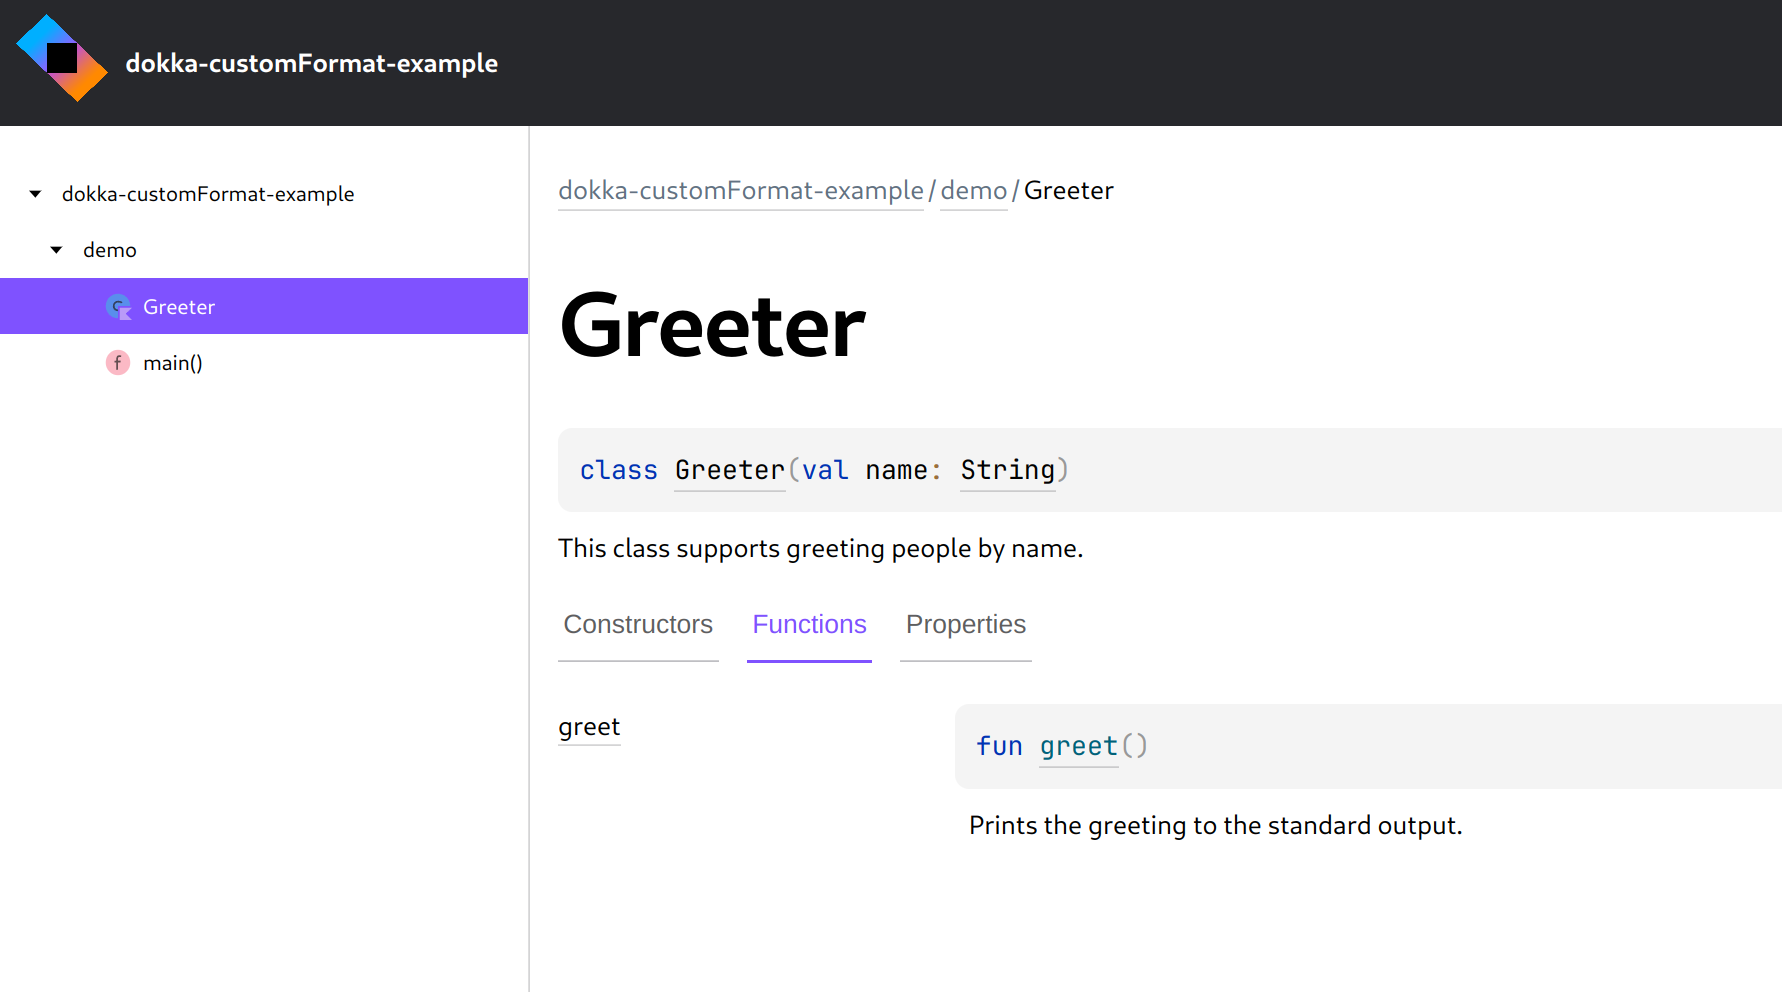 dokka-customFormat-example
dokka-customFormat-example
demo
Greeter
main()
dokka-customFormat-example/demo/Greeter
Greeter
class Greeter(val name: String)
This class supports greeting people by name.
Constructors Functions Properties
greet
fun greet()
Prints the greeting to the standard output.